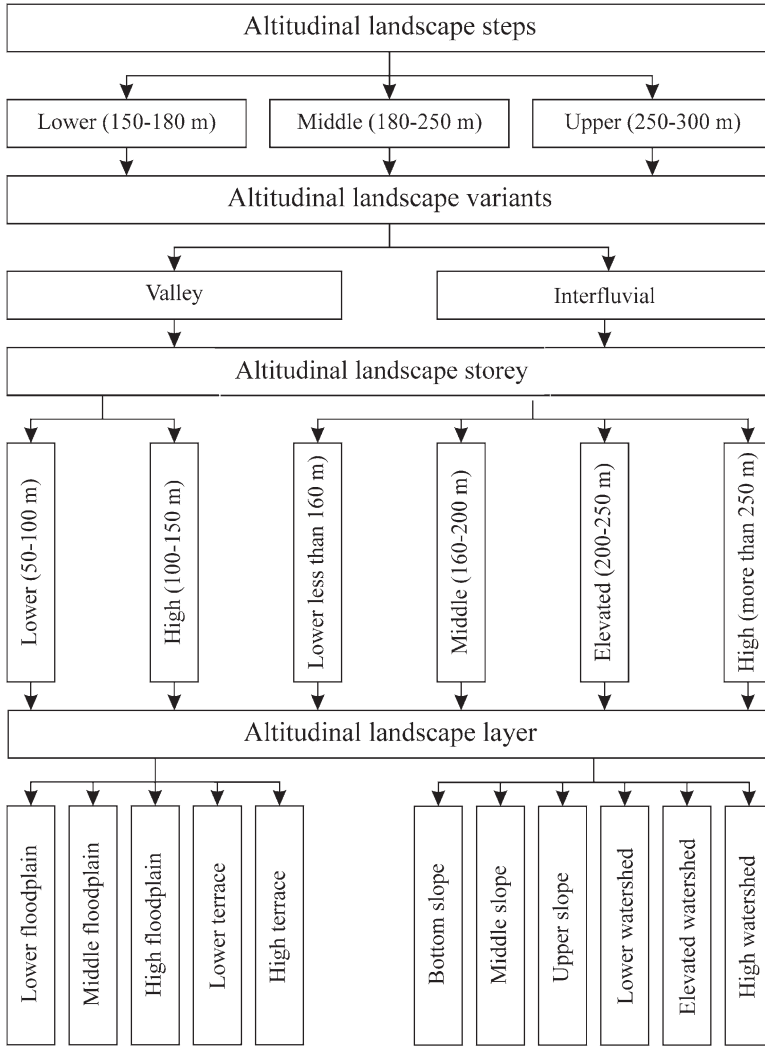 Altitudinal landscape steps
Lower (150-180 m)
Middle (180-250 m)
Upper (250-300 m)
Altitudinal landscape variants
Valley
Interfluvial
Altitudinal landscape storey
Lower (50-100 m)
High (100-150 m)
Lower less than 160 m)
Middle (160-200 m)
Elevated (200-250 m)
High (more than 250 m)
Altitudinal landscape layer
Lower floodplain
Middle floodplain
High floodplain
Lower terrace
High terrace
Bottom slope
Middle slope
Upper slope
Lower watershed
Elevated watershed
High watershed